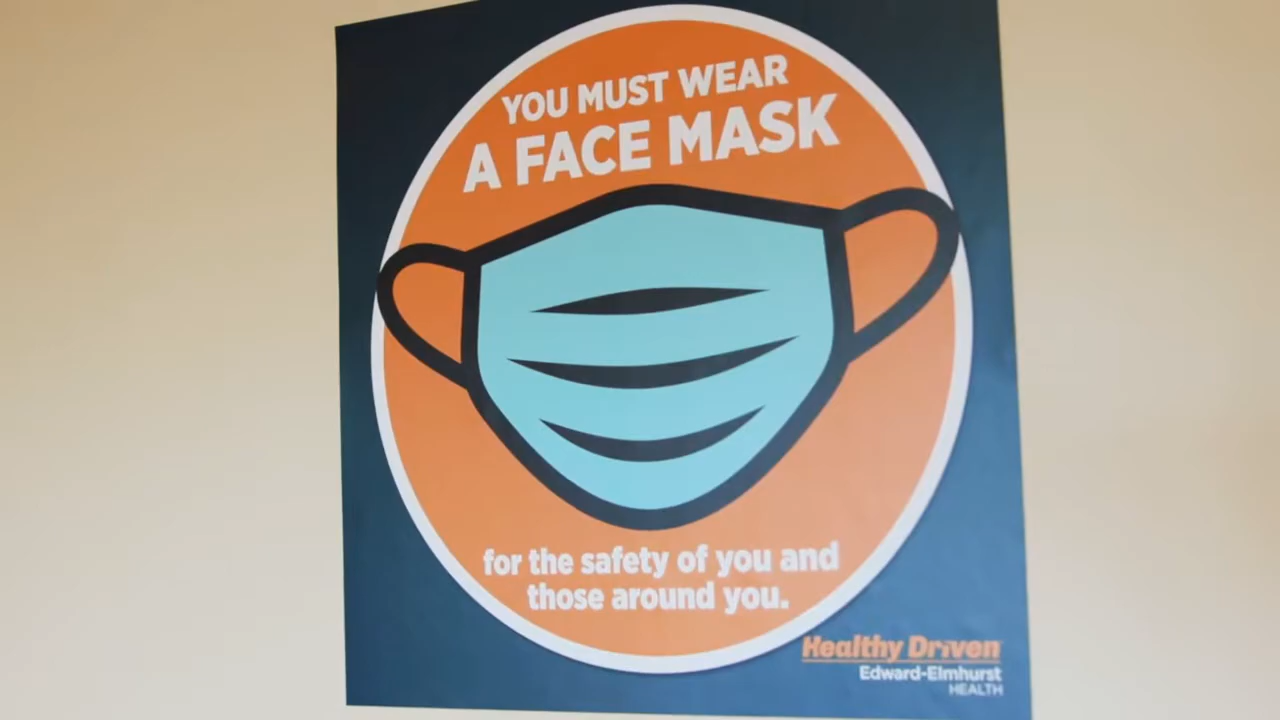 YOU MUST WEAR
A FACE MASK
for the safety of you and
those around you.
Healthy Driven
Edward-Elmhurst
HEALTH